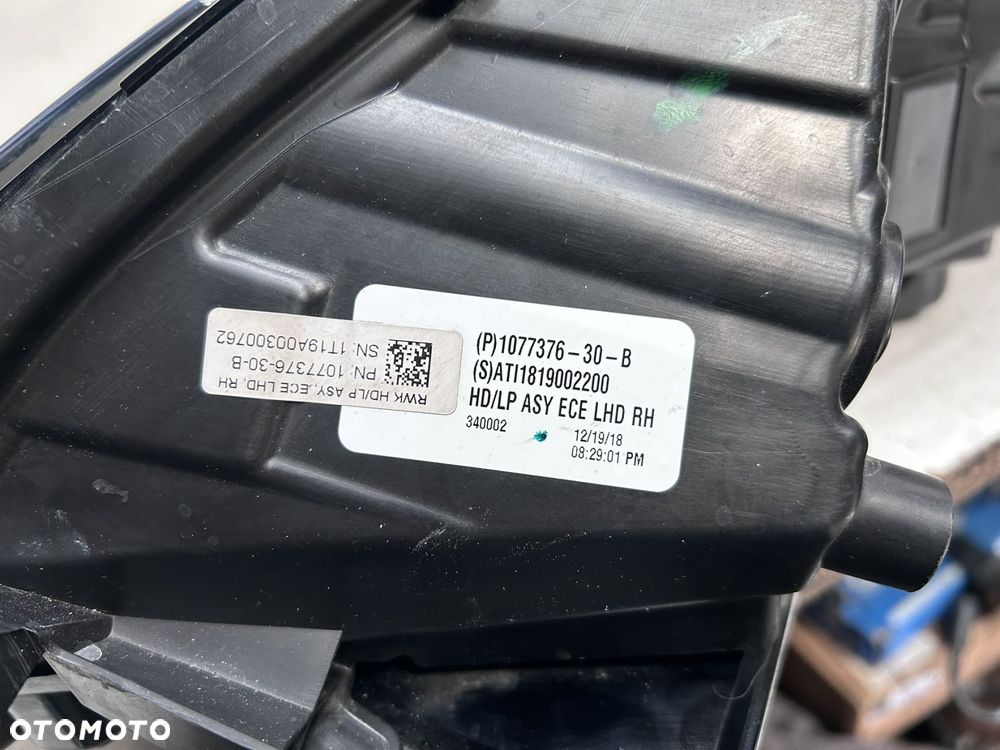 (P)1077376-30-B
(S)ATI1819002200
HD/LP ASY ECE LHD RH
340002 12/19/18
08:29:01 PM
RWK HD/LP ASY, ECE LHD, RH
PN: 1077376-30-B
SN: 1T19A00300762
OTOMOTO